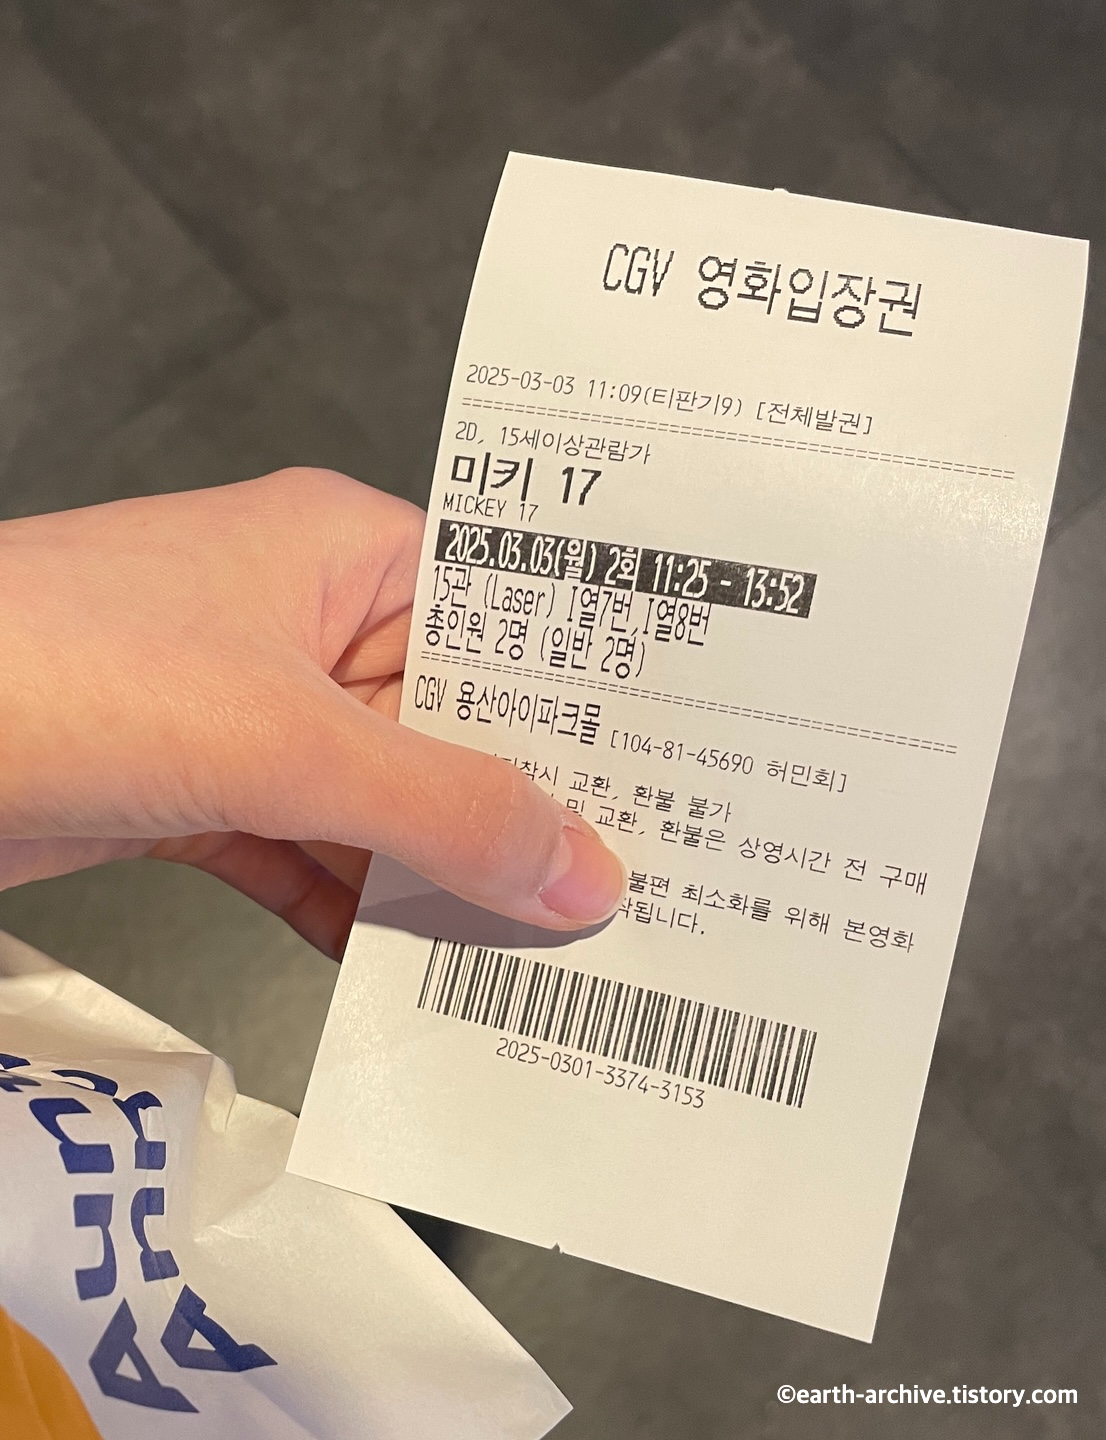 CGV 영화입장권
2025-03-03 11:09(티판기9) [전체발권]
2D, 15세이상관람가
미키 17
MICKEY 17
2025.03.03(월) 2회 11:25 - 13:52
15관 (Laser) I열7번,I열8번
총인원 2명 (일반 2명)
CGV 용산아이파크몰 [104-81-45690 허민회]
교환, 환불 불가
및 교환, 환불은 상영시간 전 구매
불편 최소화를 위해 본영화
작됩니다.
2025-0301-3374-3153
©earth-archive.tistory.com